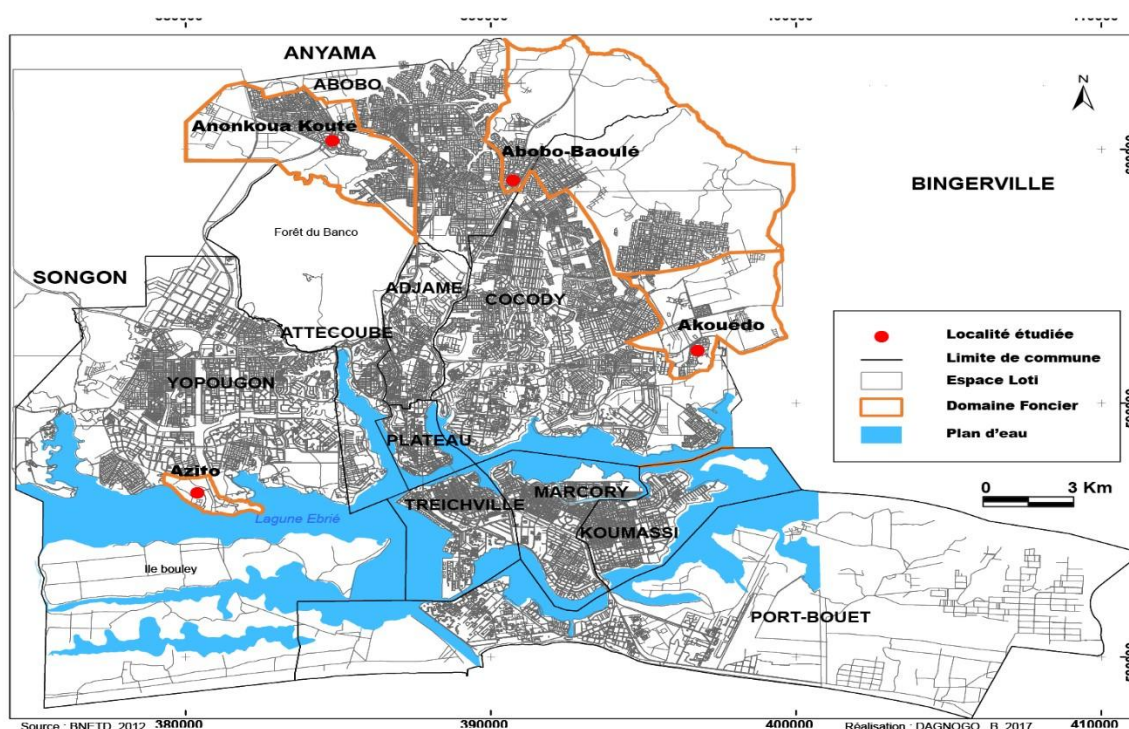 ANYAMA
ABOBO
N
Anonkoua Kouté
Abobo-Baoulé
BINGERVILLE
Forêt du Banco
SONGON
ADJAME
COCODY
ATTECOUBE
Akouedo
YOPOUGON
PLATEAU
Azito
TREICHVILLE
MARCORY
Lagune Ebrié
KOUMASSI
Ile bouley
PORT-BOUET
Localité étudiée
Limite de commune
Espace Loti
Domaine Foncier
Plan d'eau
0 3 Km
380000 390000 400000 410000
Source : BNETD, 2012
Réalisation : DAGNOGO . B, 2017